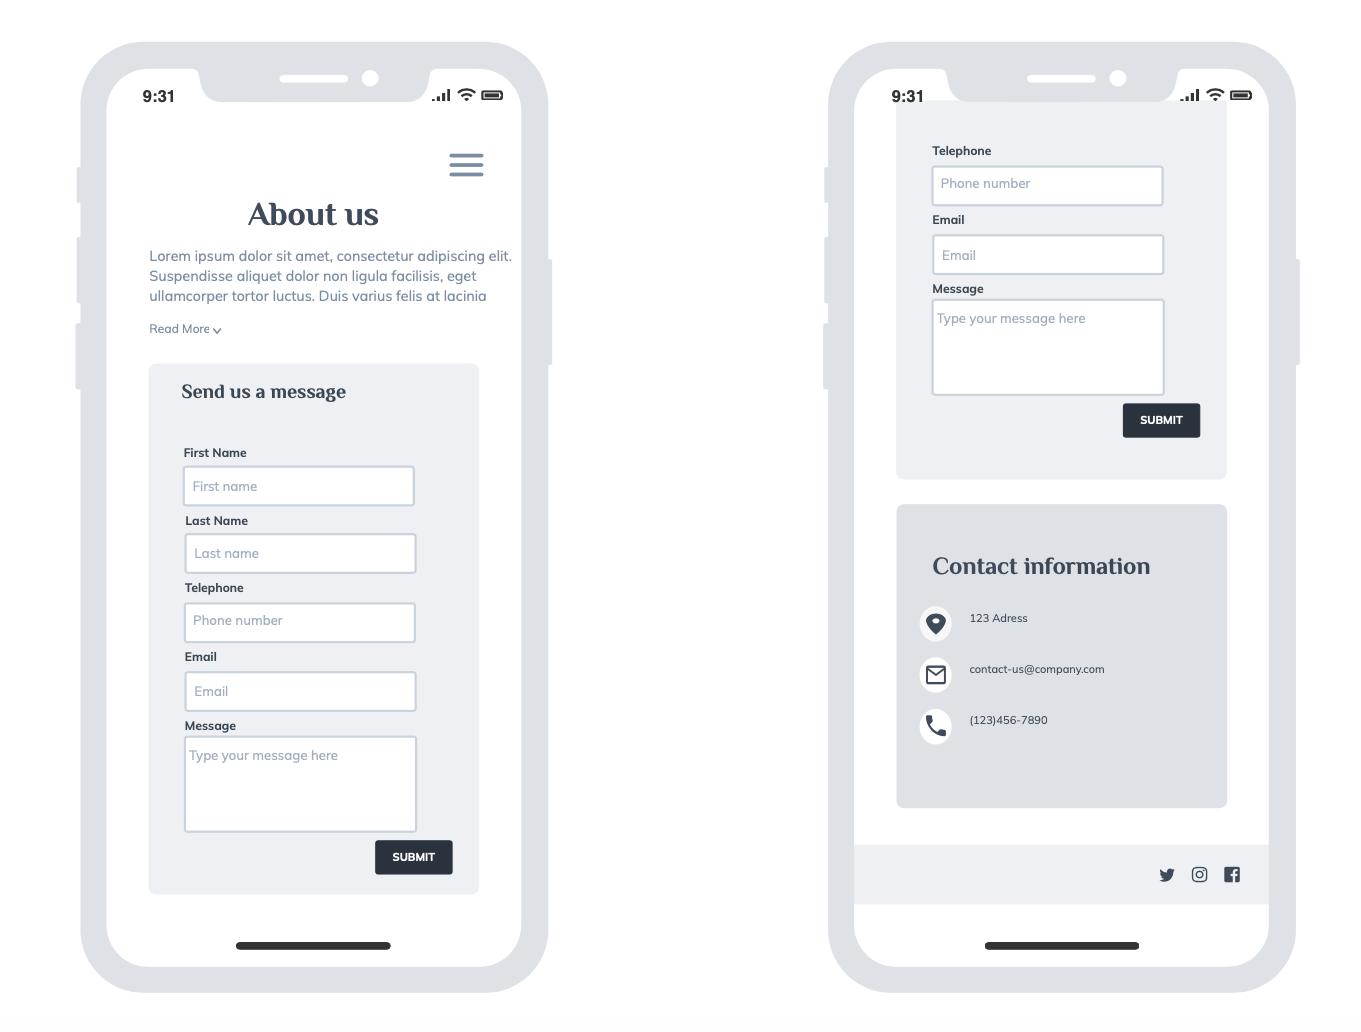 9:31
About us
Lorem ipsum dolor sit amet, consectetur adipiscing elit.
Suspendisse aliquet dolor non ligula facilisis, eget
ullamcorper tortor luctus. Duis varius felis at lacinia
Read More
Send us a message
First Name
First name
Last Name
Last name
Telephone
Phone number
Email
Email
Message
Type your message here
SUBMIT
9:31
Telephone
Phone number
Email
Email
Message
Type your message here
SUBMIT
Contact information
123 Adress
contact-us@company.com
(123)456-7890